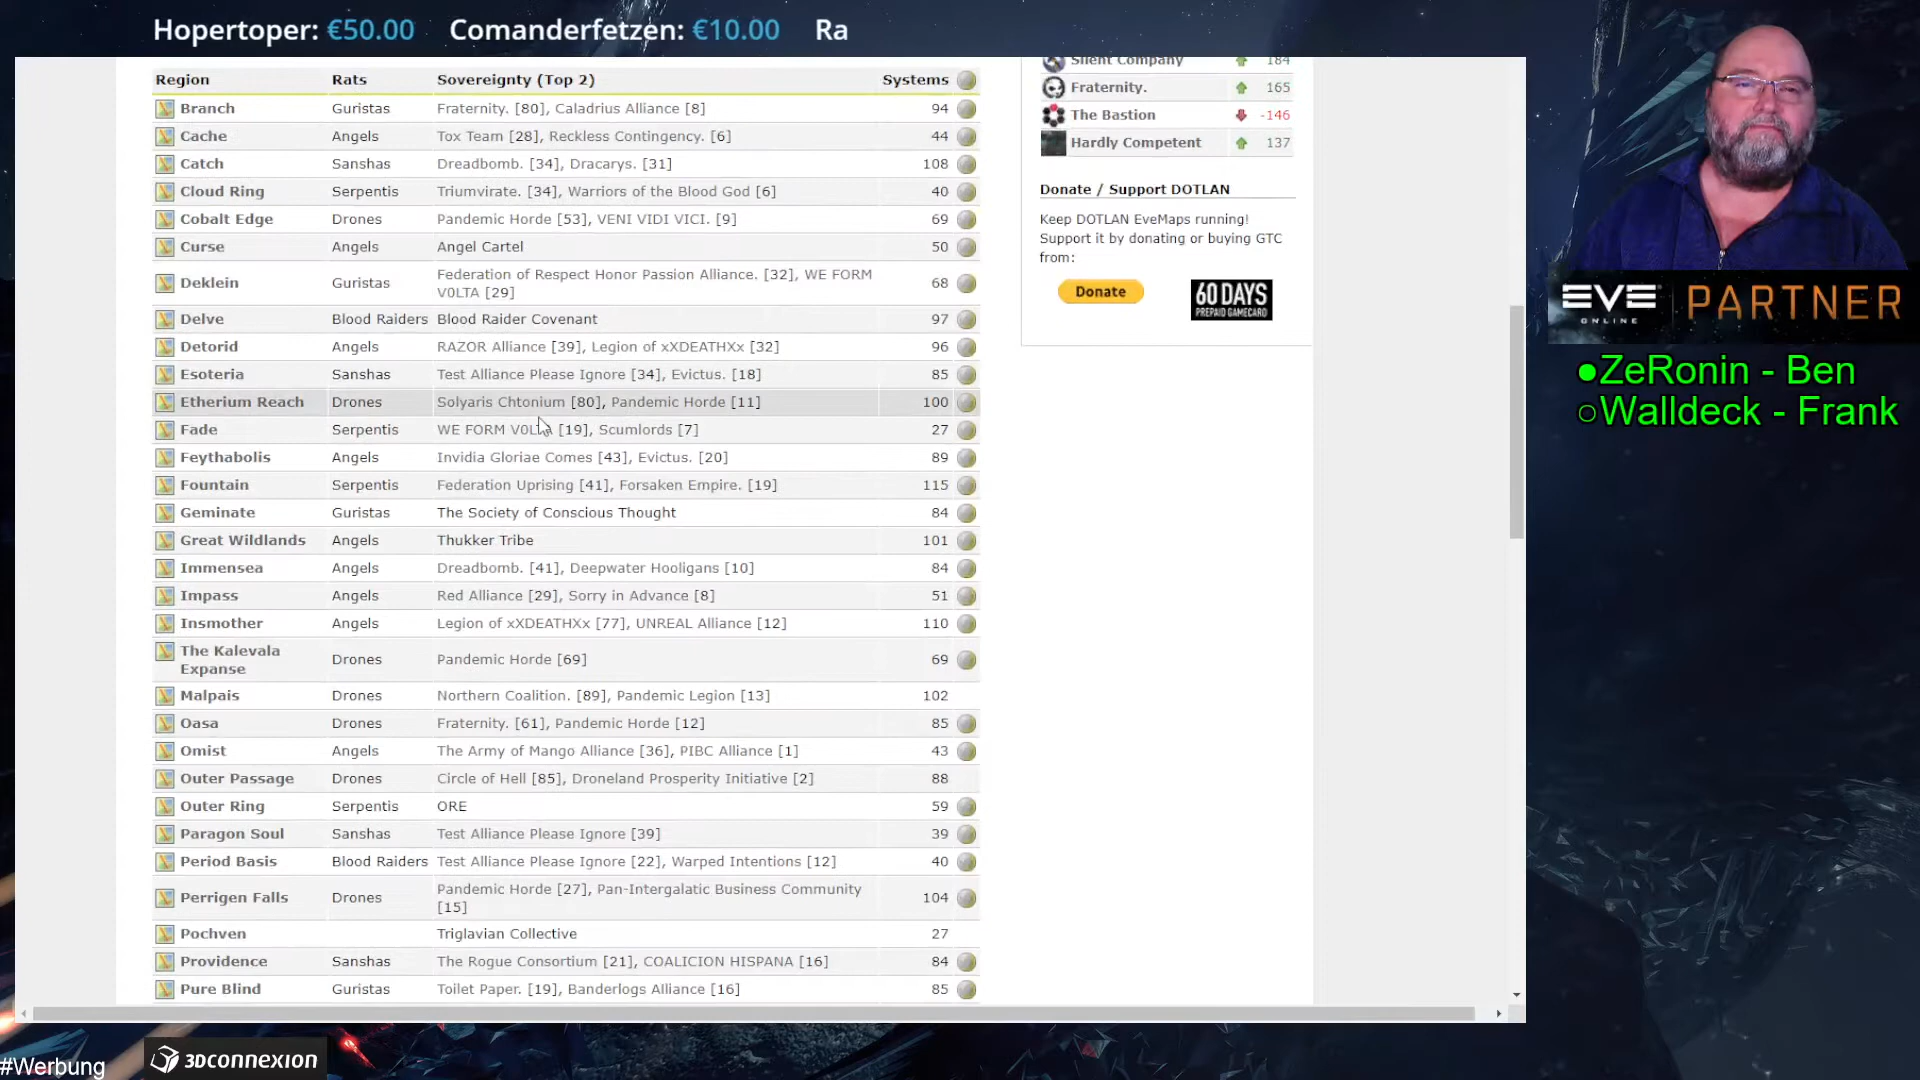 Hopertoper: €50.00 Comanderfetzen: €10.00 Ra
Region Rats Sovereignty (Top 2) Systems
Branch Guristas Fraternity. [80], Caladrius Alliance [8] 94
Cache Angels Tox Team [28], Reckless Contingency. [6] 44
Catch Sanshas Dreadbomb. [34], Dracarys. [31] 108
Cloud Ring Serpentis Triumvirate. [34], Warriors of the Blood God [6] 40
Cobalt Edge Drones Pandemic Horde [53], VENI VIDI VICI. [9] 69
Curse Angels Angel Cartel 50
Deklein Guristas Federation of Respect Honor Passion Alliance. [32], WE FORM
V0LTA [29] 68
Delve Blood Raiders Blood Raider Covenant 97
Detorid Angels RAZOR Alliance [39], Legion of xXDEATHXx [32] 96
Esoteria Sanshas Test Alliance Please Ignore [34], Evictus. [18] 85
Etherium Reach Drones Solyaris Chtonium [80], Pandemic Horde [11] 100
Fade Serpentis WE FORM V0LTA [19], Scumlords [7] 27
Feythabolis Angels Invidia Gloriae Comes [43], Evictus. [20] 89
Fountain Serpentis Federation Uprising [41], Forsaken Empire. [19] 115
Geminate Guristas The Society of Conscious Thought 84
Great Wildlands Angels Thukker Tribe 101
Immensea Angels Dreadbomb. [41], Deepwater Hooligans [10] 84
Impass Angels Red Alliance [29], Sorry in Advance [8] 51
Insmother Angels Legion of xXDEATHXx [77], UNREAL Alliance [12] 110
The Kalevala
Expanse Drones Pandemic Horde [69] 69
Malpais Drones Northern Coalition. [89], Pandemic Legion [13] 102
Oasa Drones Fraternity. [61], Pandemic Horde [12] 85
Omist Angels The Army of Mango Alliance [36], PIBC Alliance [1] 43
Outer Passage Drones Circle of Hell [85], Droneland Prosperity Initiative [2] 88
Outer Ring Serpentis ORE 59
Paragon Soul Sanshas Test Alliance Please Ignore [39] 39
Period Basis Blood Raiders Test Alliance Please Ignore [22], Warped Intentions [12] 40
Perrigen Falls Drones Pandemic Horde [27], Pan-Intergalatic Business Community
[15] 104
Pochven Triglavian Collective 27
Providence Sanshas The Rogue Consortium [21], COALICION HISPANA [16] 84
Pure Blind Guristas Toilet Paper. [19], Banderlogs Alliance [16] 85
Silent Company 184
Fraternity. 165
The Bastion -146
Hardly Competent 137
Donate / Support DOTLAN
Keep DOTLAN EveMaps running!
Support it by donating or buying GTC
from:
Donate
60 DAYS
PREPAID GAMECARD
EVE
ONLINE
PARTNER
ZeRonin - Ben
Walldeck - Frank
#Werbung
3DCONNEXION